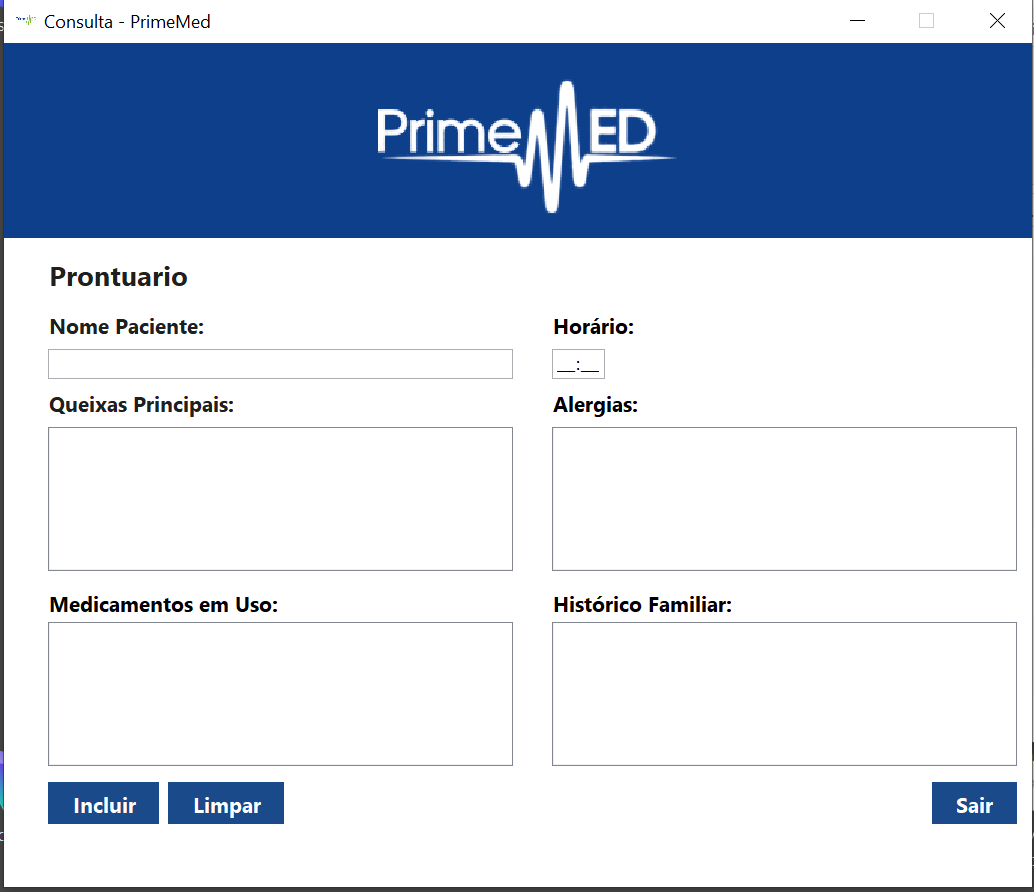 Consulta - PrimeMed
PrimeMED
Prontuario
Nome Paciente:
Horário:
__:__
Queixas Principais:
Alergias:
Medicamentos em Uso:
Histórico Familiar:
Incluir
Limpar
Sair